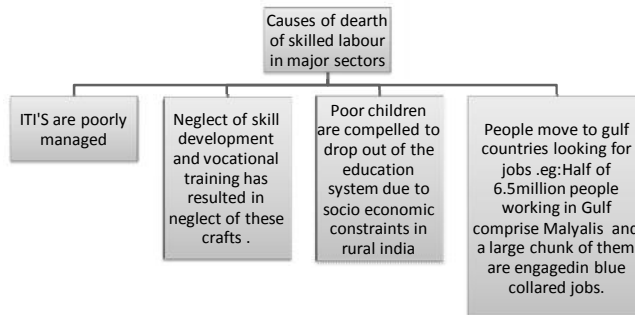 Causes of dearth
of skilled labour
in major sectors
ITI'S are poorly
managed
Neglect of skill
development
and vocational
training has
resulted in
neglect of these
crafts .
Poor children
are compelled to
drop out of the
education
system due to
socio economic
constraints in
rural india
People move to gulf
countries looking for
jobs .eg:Half of
6.5million people
working in Gulf
comprise Malyalis and
a large chunk of them
are engagedin blue
collared jobs.